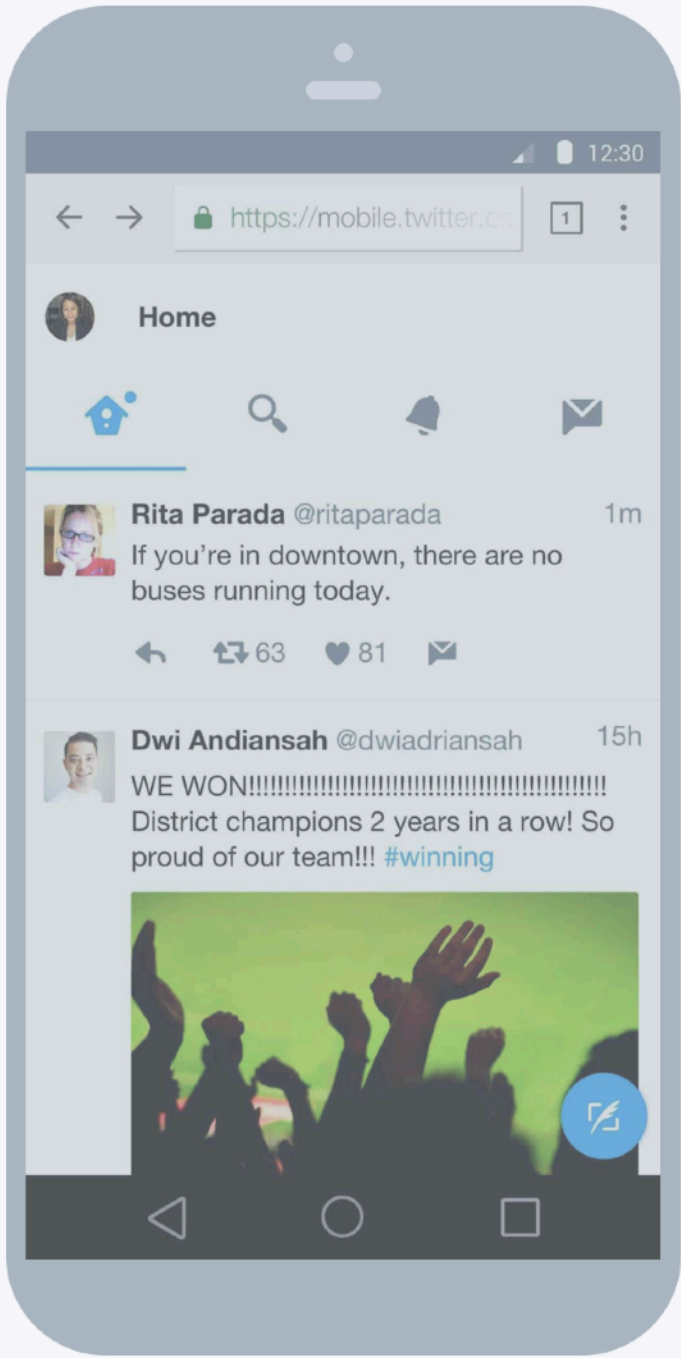 12:30
https://mobile.twitter.c
1
Home
Rita Parada @ritaparada 1m
If you’re in downtown, there are no
buses running today.
63 81
Dwi Andiansah @dwiadriansah 15h
WE WON!!!!!!!!!!!!!!!!!!!!!!!!!!!!!!!!!!!!!!!!!!!!!!!!!!
District champions 2 years in a row! So
proud of our team!!! #winning